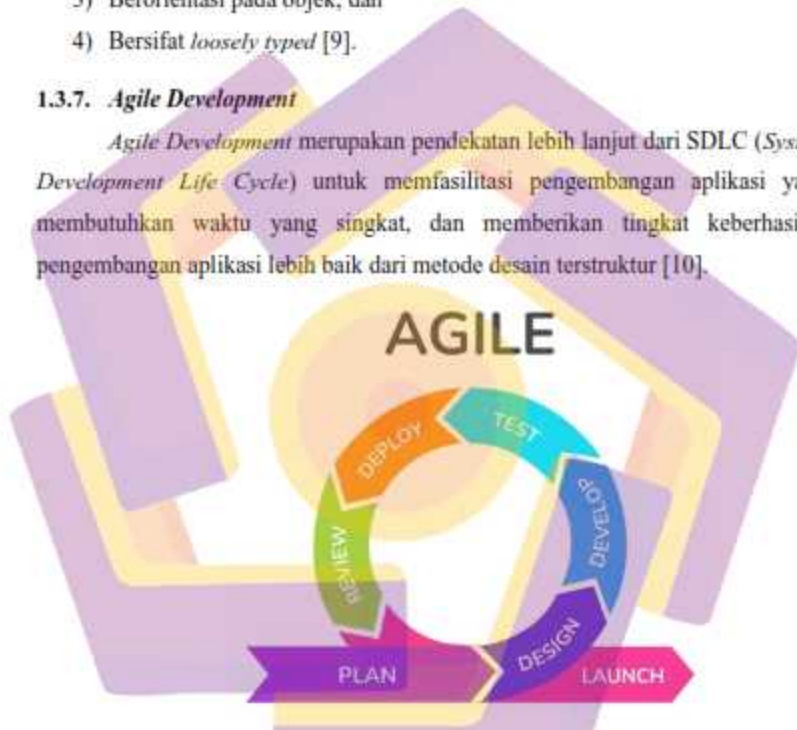 3) Berorientasi pada objek, dan
4) Bersifat loosely typed [9].
1.3.7. Agile Development
Agile Development merupakan pendekatan lebih lanjut dari SDLC (Sys
Development Life Cycle) untuk memfasilitasi pengembangan aplikasi ya
membutuhkan waktu yang singkat, dan memberikan tingkat keberhasi
pengembangan aplikasi lebih baik dari metode desain terstruktur [10].
AGILE
TEST
DEPLOY
DEVELOP
REVIEW
DESIGN
PLAN
LAUNCH